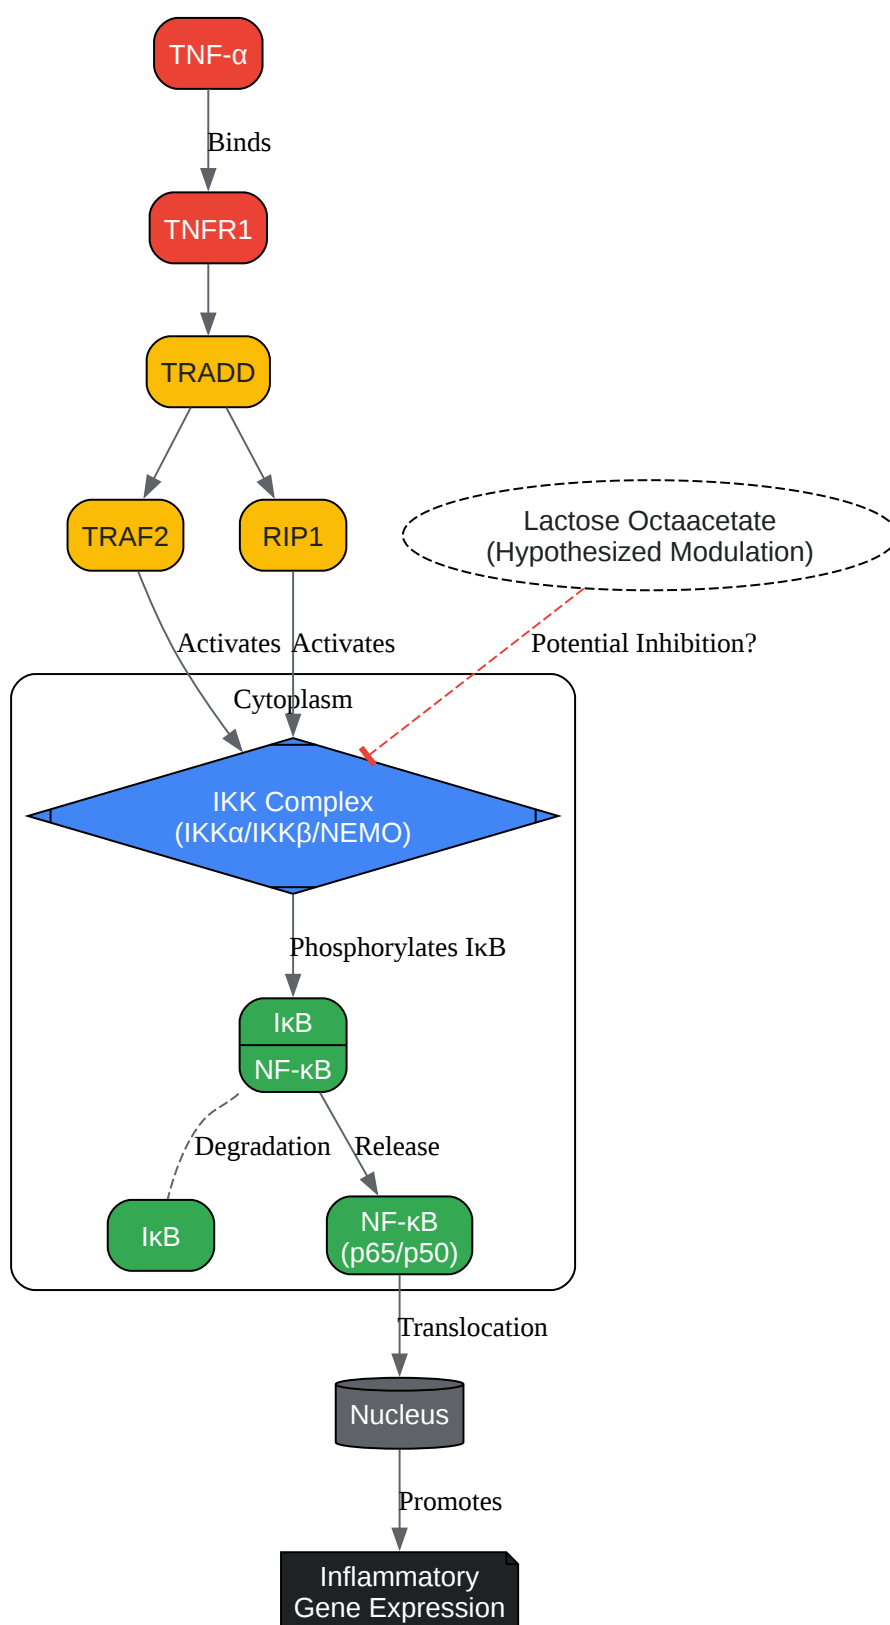 TNF-α
Binds
TNFR1
TRADD
TRAF2
RIP1
Lactose Octaacetate
(Hypothesized Modulation)
Activates
Activates
Potential Inhibition?
Cytoplasm
IKK Complex
(IKKα/IKKβ/NEMO)
Phosphorylates IκB
IκB
NF-κB
Degradation
Release
IκB
NF-κB
(p65/p50)
Translocation
Nucleus
Promotes
Inflammatory
Gene Expression